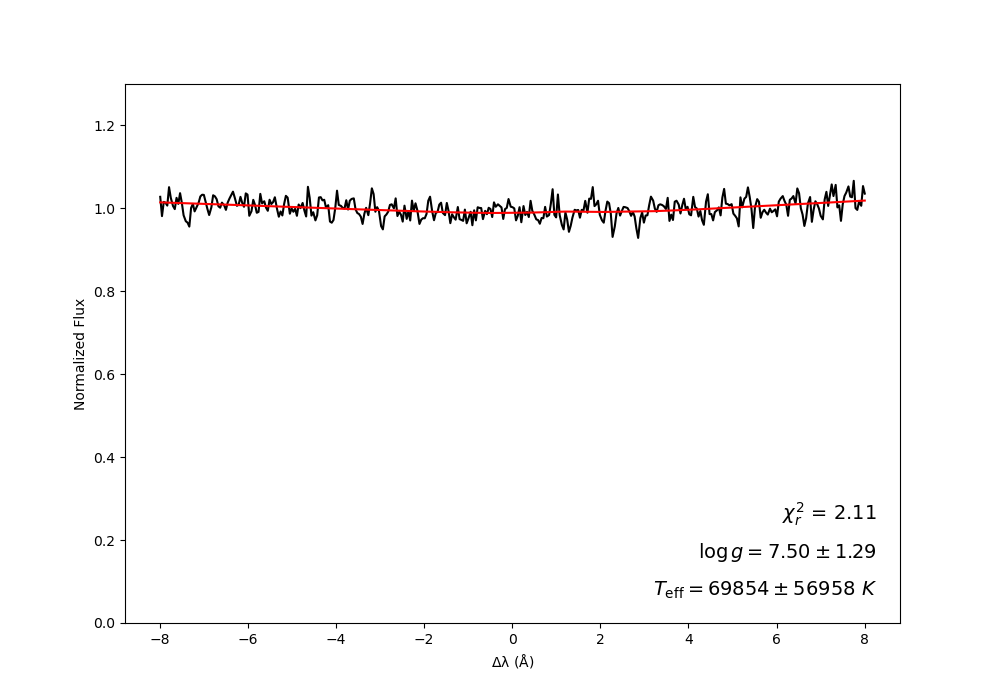 1.2
1.0
0.8
0.6
0.4
0.2
0.0
Normalized Flux
χ²ᵣ = 2.11
log g = 7.50 ± 1.29
T_eff = 69854 ± 56958 K
−8 −6 −4 −2 0 2 4 6 8
Δλ (Å)